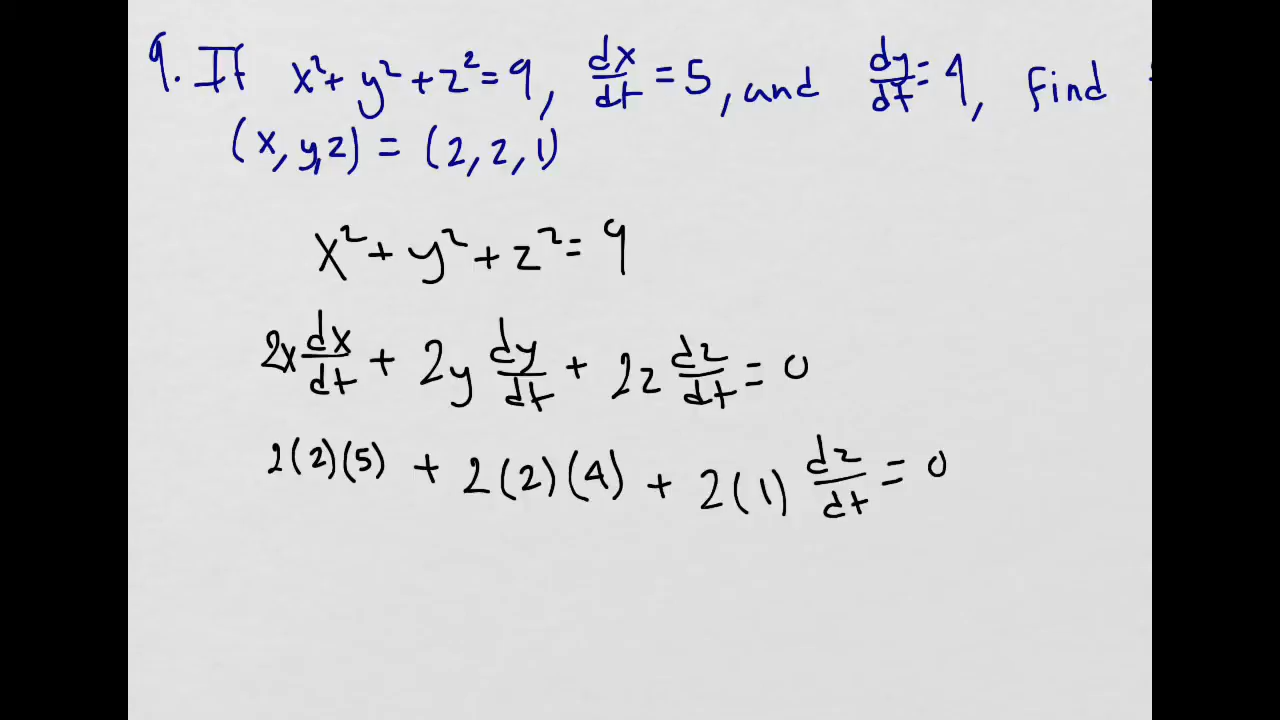 9. If x² + y² + z² = 9, dx/dt = 5, and dy/dt = 4, find
(x, y, z) = (2, 2, 1)
x² + y² + z² = 9
2x dx/dt + 2y dy/dt + 2z dz/dt = 0
2(2)(5) + 2(2)(4) + 2(1) dz/dt = 0